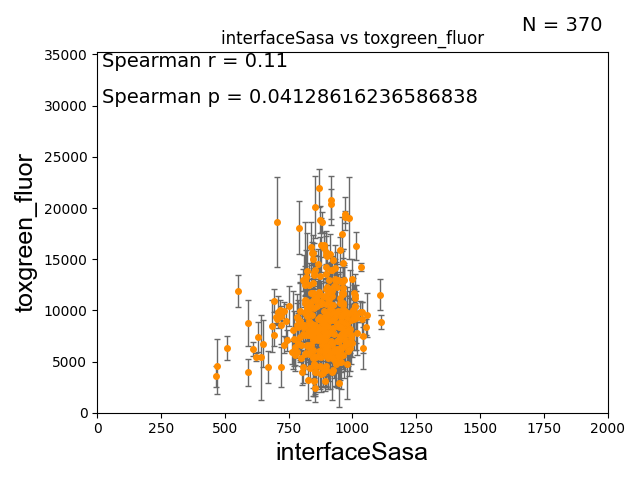 N = 370
interfaceSasa vs toxgreen_fluor
Spearman r = 0.11
Spearman p = 0.04128616236586838
toxgreen_fluor
35000
30000
25000
20000
15000
10000
5000
0
0 250 500 750 1000 1250 1500 1750 2000
interfaceSasa